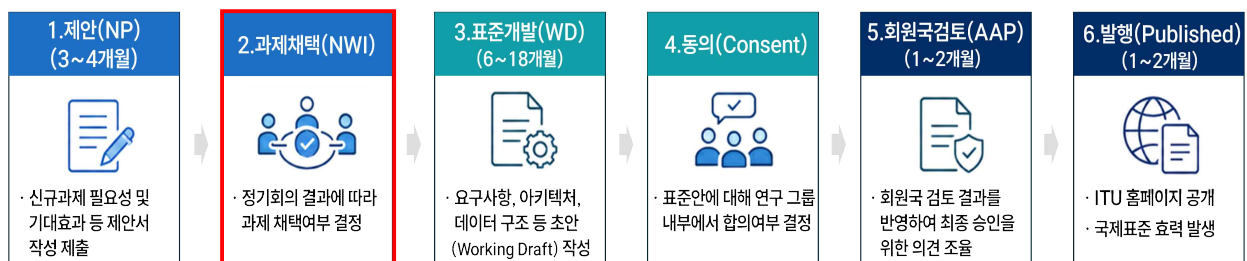 1.제안(NP)
(3~4개월)
· 신규과제 필요성 및
기대효과 등 제안서
작성 제출
2.과제채택(NWI)
· 정기회의 결과에 따라
과제 채택여부 결정
3.표준개발(WD)
(6~18개월)
· 요구사항, 아키텍처,
데이터 구조 등 초안
(Working Draft) 작성
4.동의(Consent)
· 표준안에 대해 연구 그룹
내부에서 합의여부 결정
5.회원국검토(AAP)
(1~2개월)
· 회원국 검토 결과를
반영하여 최종 승인을
위한 의견 조율
6.발행(Published)
(1~2개월)
· ITU 홈페이지 공개
· 국제표준 효력 발생